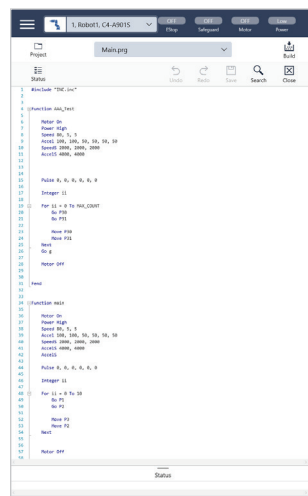 1, Robot1, C4-A901S
OFF
EStop
OFF
Safeguard
OFF
Motor
Low
Power
Project
Main.prg
Build
Status
Undo
Redo
Save
Search
Close
1 #include "INC.inc"
2
3
4 Function AAA_Test
5
6 Motor On
7 Power High
8 Speed 80, 5, 5
9 Accel 100, 100, 50, 50, 50, 50
10 SpeedS 2000, 2000, 2000
11 AccelS 4000, 4000
12
13
14
15 Pulse 0, 0, 0, 0, 0, 0
16
17 Integer ii
18
19 For ii = 0 To MAX_COUNT
20 Go P30
21 Go P31
22
23 Move P30
24 Move P31
25 Next
26 Go g
27
28 Motor Off
29
30
31 Fend
32
33
34 Function main
35
36 Motor On
37 Power High
38 Speed 80, 5, 5
39 Accel 100, 100, 50, 50, 50, 50
40 SpeedS 2000, 2000, 2000
41 AccelS 4000, 4000
42 AccelS
43
44 Pulse 0, 0, 0, 0, 0, 0
45
46 Integer ii
47
48 For ii = 0 To 10
49 Go P1
50 Go P2
51
52 Move P3
53 Move P2
54 Next
55
56
57 Motor Off
58
Status